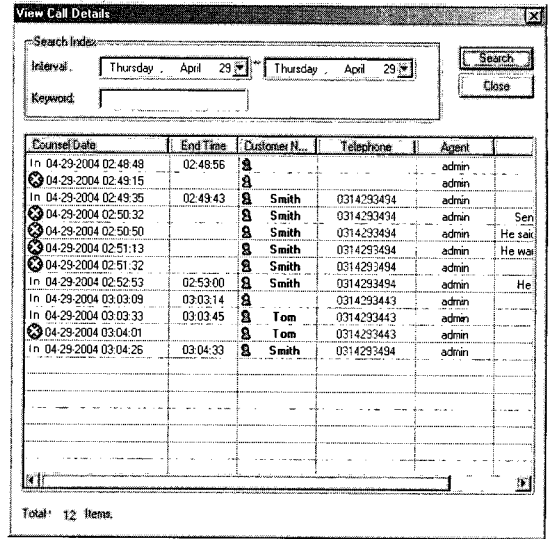 View Call Details
Search Index
Interval : Thursday , April 29 ~ Thursday , April 29
Search
Keyword:
Close
Counsel Date End Time Customer N... Telephone Agent
In 04-29-2004 02:48:48 02:48:56 admin
04-29-2004 02:49:15 admin
In 04-29-2004 02:49:35 02:49:43 Smith 0314293494 admin
04-29-2004 02:50:32 Smith 0314293494 admin Sen
04-29-2004 02:50:50 Smith 0314293494 admin He said
04-29-2004 02:51:13 Smith 0314293494 admin He wan
04-29-2004 02:51:32 Smith 0314293494 admin
In 04-29-2004 02:52:53 02:53:00 Smith 0314293494 admin He
In 04-29-2004 03:03:09 03:03:14 0314293443 admin
In 04-29-2004 03:03:33 03:03:45 Tom 0314293443 admin
04-29-2004 03:04:01 Tom 0314293443 admin
In 04-29-2004 03:04:26 03:04:33 Smith 0314293494 admin
Total : 12 Items.